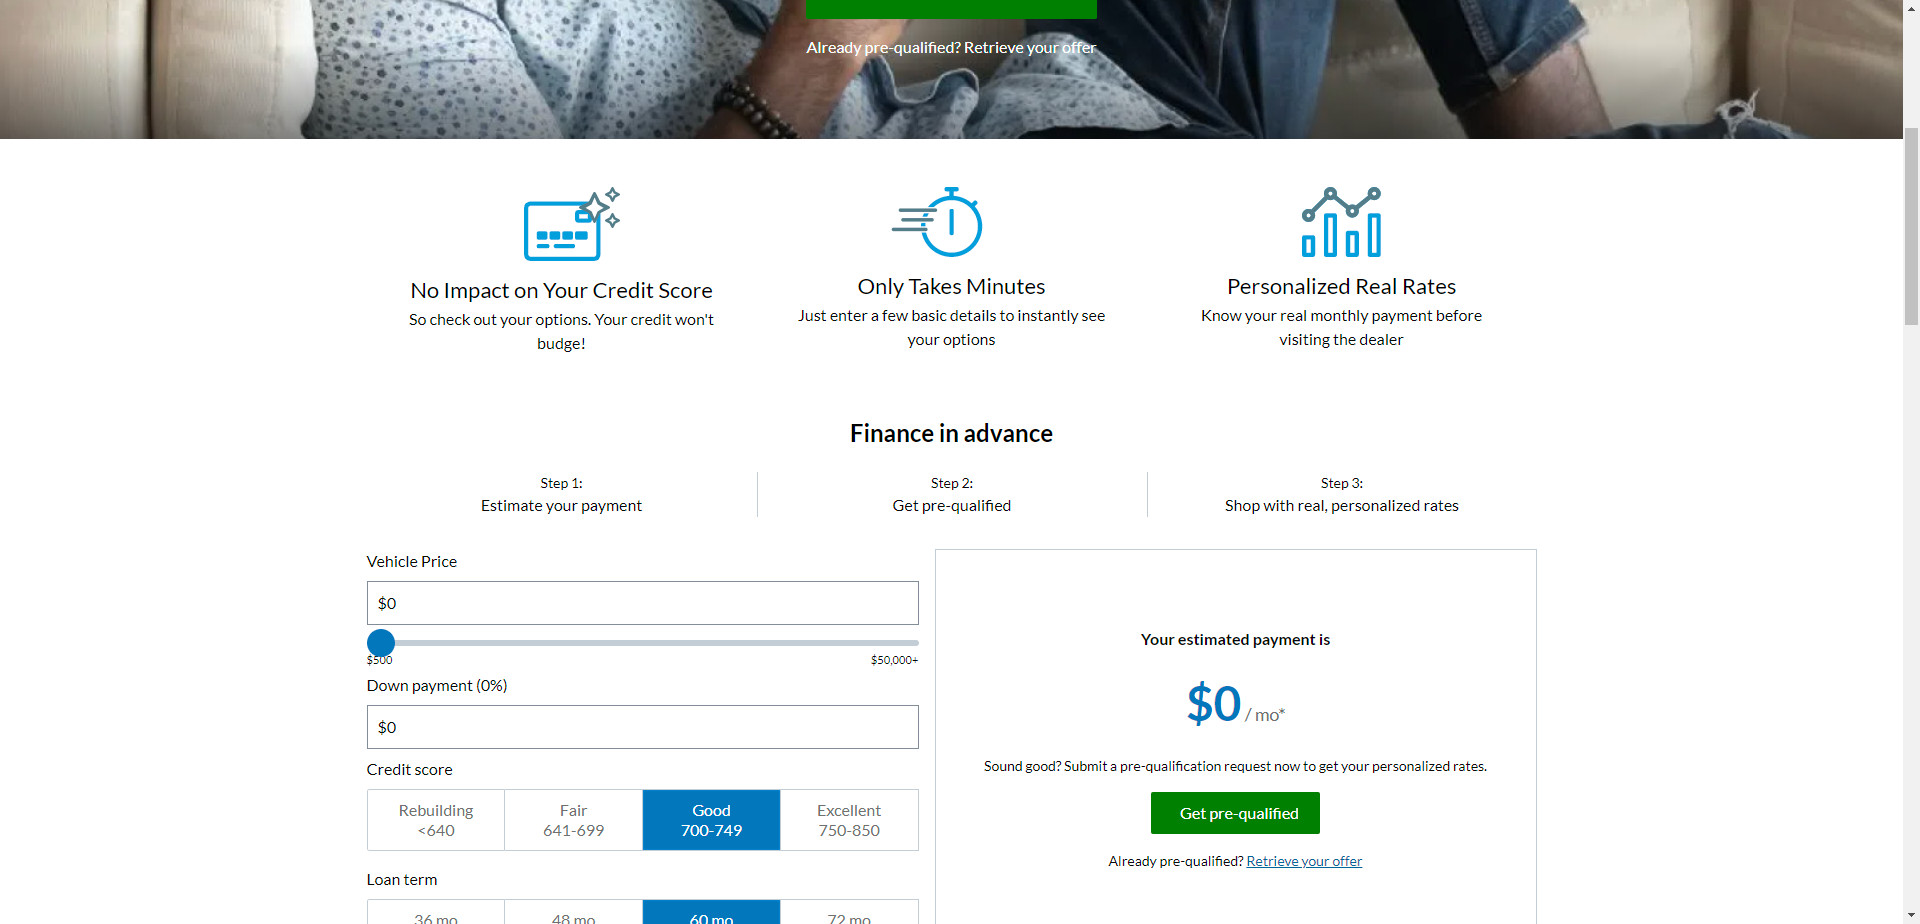 Already pre-qualified? Retrieve your offer
No Impact on Your Credit Score
So check out your options. Your credit won't
budge!
Only Takes Minutes
Just enter a few basic details to instantly see
your options
Personalized Real Rates
Know your real monthly payment before
visiting the dealer
Finance in advance
Step 1:
Estimate your payment
Step 2:
Get pre-qualified
Step 3:
Shop with real, personalized rates
Vehicle Price
$0
$500
$50,000+
Down payment (0%)
$0
Credit score
Rebuilding
<640
Fair
641-699
Good
700-749
Excellent
750-850
Loan term
36 mo
48 mo
60 mo
72 mo
Your estimated payment is
$0 / mo*
Sound good? Submit a pre-qualification request now to get your personalized rates.
Get pre-qualified
Already pre-qualified? Retrieve your offer